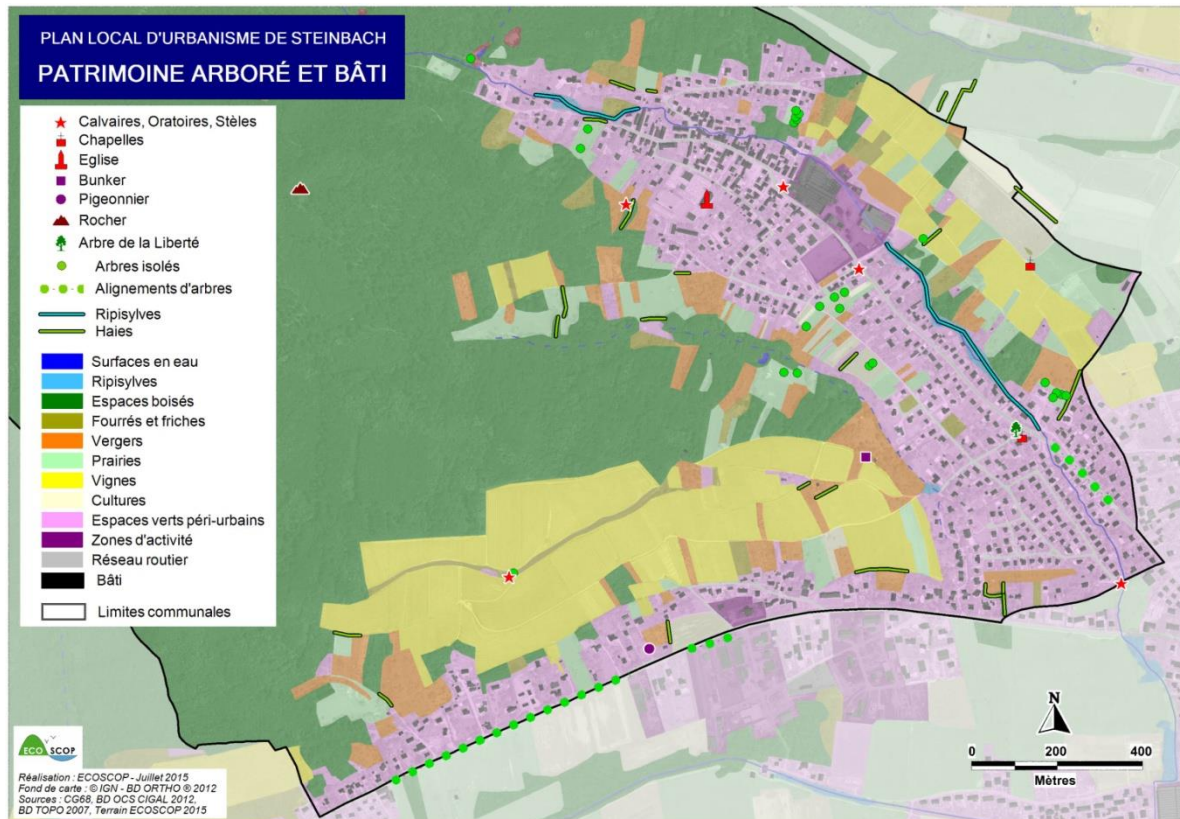 PLAN LOCAL D'URBANISME DE STEINBACH
PATRIMOINE ARBORÉ ET BÂTI
Calvaires, Oratoires, Stèles
Chapelles
Eglise
Bunker
Pigeonnier
Rocher
Arbre de la Liberté
Arbres isolés
Alignements d'arbres
Ripisylves
Haies
Surfaces en eau
Ripisylves
Espaces boisés
Fourrés et friches
Vergers
Prairies
Vignes
Cultures
Espaces verts péri-urbains
Zones d'activité
Réseau routier
Bâti
Limites communales
ECO SCOP
Réalisation : ECOSCOP - Juillet 2015
Fond de carte : © IGN - BD ORTHO ® 2012
Sources : CG68, BD OCS CIGAL 2012,
BD TOPO 2007, Terrain ECOSCOP 2015
N
0 200 400
Mètres